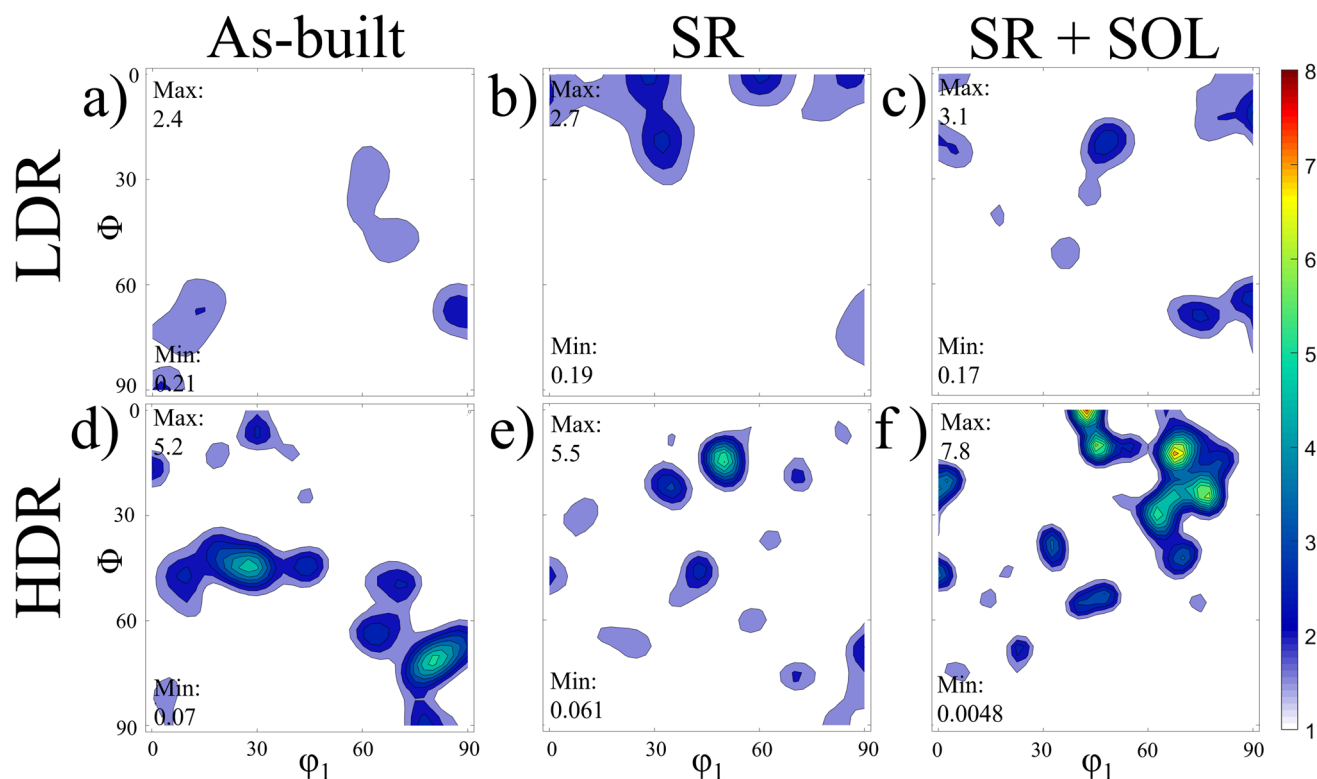 As-built SR SR + SOL
LDR
a) Max:
2.4
Min:
0.21
b) Max:
2.7
Min:
0.19
c) Max:
3.1
Min:
0.17
30
Φ
60
90
HDR
d) Max:
5.2
Min:
0.07
e) Max:
5.5
Min:
0.061
f) Max:
7.8
Min:
0.0048
0
30
Φ
60
90
0 30 60 90
φ1
0 30 60 90
φ1
0 30 60 90
φ1
8
7
6
5
4
3
2
1
0